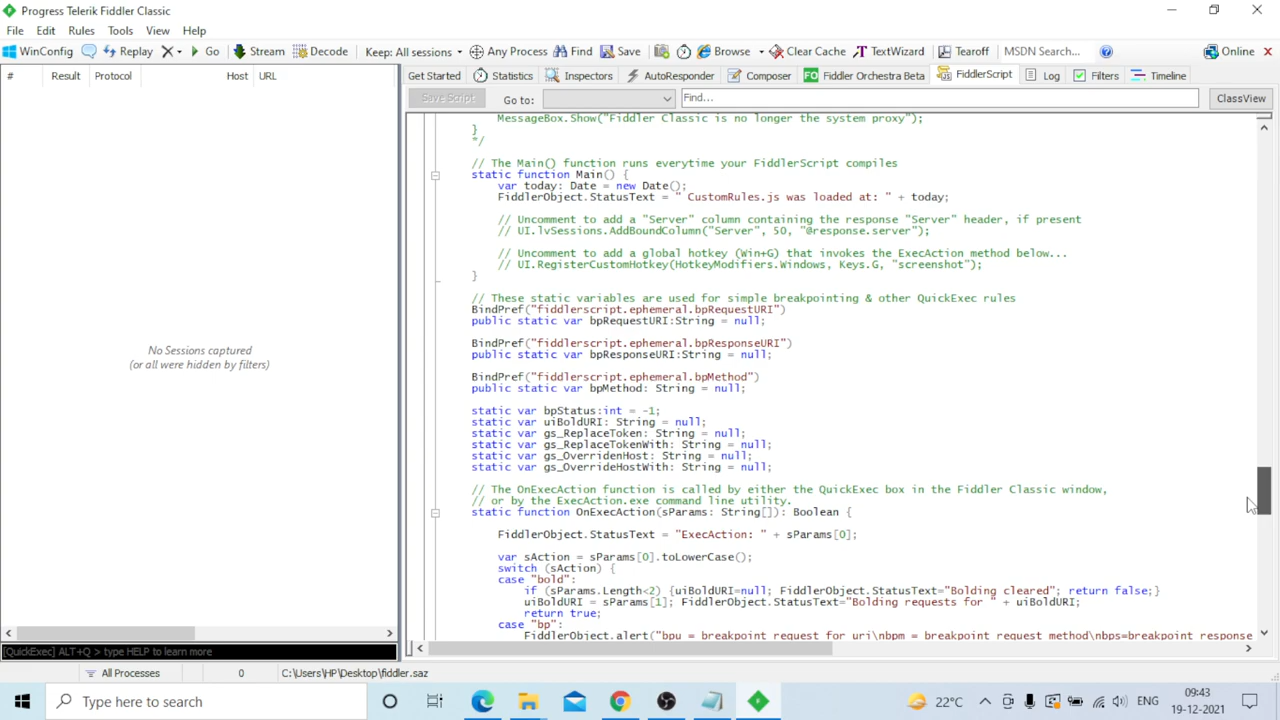 Progress Telerik Fiddler Classic
File Edit Rules Tools View Help
WinConfig Replay Go Stream Decode Keep: All sessions Any Process Find Save Browse Clear Cache TextWizard Tearoff MSDN Search... Online
# Result Protocol Host URL
Get Started Statistics Inspectors AutoResponder Composer FO Fiddler Orchestra Beta FiddlerScript Log Filters Timeline
Save Script Go to: Find... ClassView
MessageBox.Show("Fiddler Classic is no longer the system proxy");
}
*/
// The Main() function runs everytime your FiddlerScript compiles
static function Main() {
var today: Date = new Date();
FiddlerObject.StatusText = " CustomRules.js was loaded at: " + today;
// Uncomment to add a "Server" column containing the response "Server" header, if present
// UI.lvSessions.AddBoundColumn("Server", 50, "@response.server");
// Uncomment to add a global hotkey (Win+G) that invokes the ExecAction method below...
// UI.RegisterCustomHotkey(HotkeyModifiers.Windows, Keys.G, "screenshot");
}
// These static variables are used for simple breakpointing & other QuickExec rules
BindPref("fiddlerscript.ephemeral.bpRequestURI")
public static var bpRequestURI:String = null;
BindPref("fiddlerscript.ephemeral.bpResponseURI")
public static var bpResponseURI:String = null;
BindPref("fiddlerscript.ephemeral.bpMethod")
public static var bpMethod: String = null;
static var bpStatus:int = -1;
static var uiBoldURI: String = null;
static var gs_ReplaceToken: String = null;
static var gs_ReplaceTokenWith: String = null;
static var gs_OverridenHost: String = null;
static var gs_OverrideHostWith: String = null;
// The OnExecAction function is called by either the QuickExec box in the Fiddler Classic window,
// or by the ExecAction.exe command line utility.
static function OnExecAction(sParams: String[]): Boolean {
FiddlerObject.StatusText = "ExecAction: " + sParams[0];
var sAction = sParams[0].toLowerCase();
switch (sAction) {
case "bold":
if (sParams.Length<2) {uiBoldURI=null; FiddlerObject.StatusText="Bolding cleared"; return false;}
uiBoldURI = sParams[1]; FiddlerObject.StatusText="Bolding requests for " + uiBoldURI;
return true;
case "bp":
FiddlerObject.alert("bpu = breakpoint request for uri\nbpm = breakpoint request method\nbps=breakpoint response
No Sessions captured
(or all were hidden by filters)
[QuickExec] ALT+Q > type HELP to learn more
All Processes 0 C:\Users\HP\Desktop\fiddler.saz
Type here to search
22°C ENG
09:43
19-12-2021